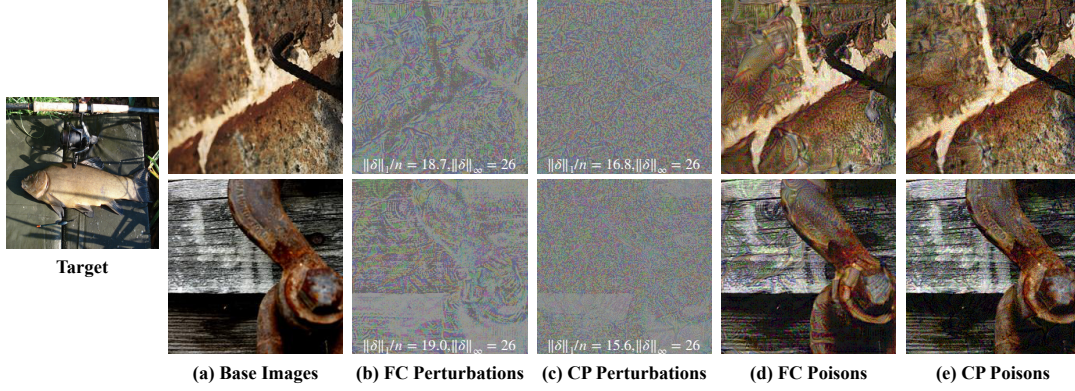 ‖δ‖₁/n = 18.7,‖δ‖∞ = 26
‖δ‖₁/n = 16.8,‖δ‖∞ = 26
Target
‖δ‖₁/n = 19.0,‖δ‖∞ = 26
‖δ‖₁/n = 15.6,‖δ‖∞ = 26
(a) Base Images
(b) FC Perturbations
(c) CP Perturbations
(d) FC Poisons
(e) CP Poisons